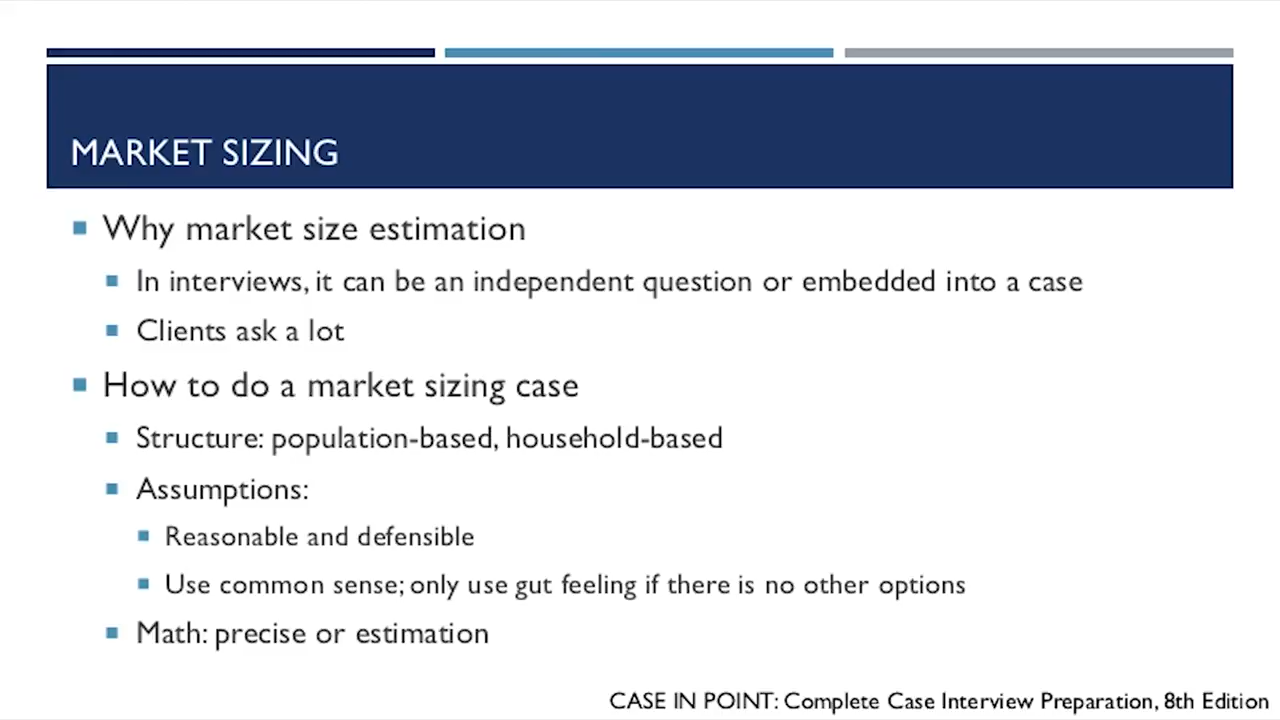 MARKET SIZING
Why market size estimation
In interviews, it can be an independent question or embedded into a case
Clients ask a lot
How to do a market sizing case
Structure: population-based, household-based
Assumptions:
Reasonable and defensible
Use common sense; only use gut feeling if there is no other options
Math: precise or estimation
CASE IN POINT: Complete Case Interview Preparation, 8th Edition